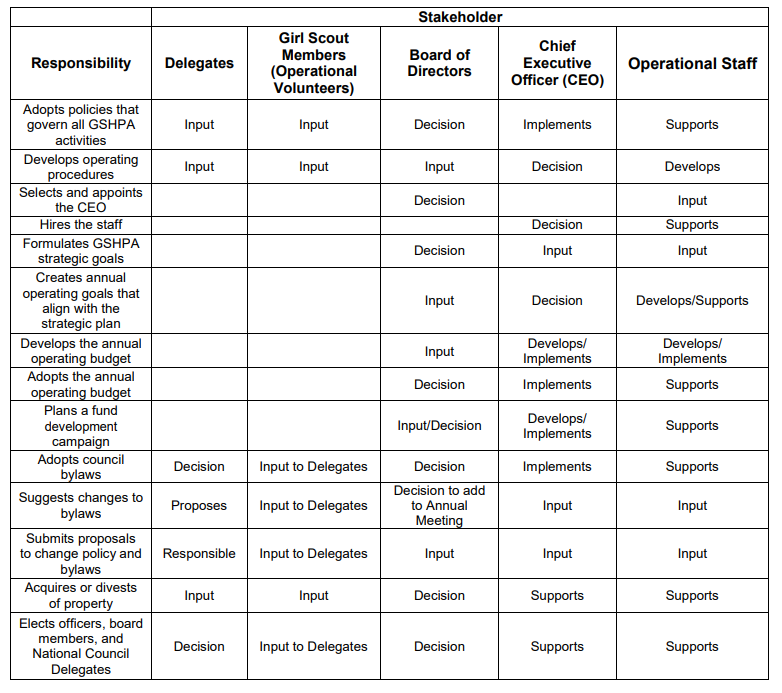 Stakeholder
Responsibility
Delegates
Girl Scout
Members
(Operational
Volunteers)
Board of
Directors
Chief
Executive
Officer (CEO)
Operational Staff
Adopts policies that
govern all GSHPA
activities
Input
Input
Decision
Implements
Supports
Develops operating
procedures
Input
Input
Input
Decision
Develops
Selects and appoints
the CEO
Decision
Input
Hires the staff
Decision
Supports
Formulates GSHPA
strategic goals
Decision
Input
Input
Creates annual
operating goals that
align with the
strategic plan
Input
Decision
Develops/Supports
Develops the annual
operating budget
Input
Develops/
Implements
Develops/
Implements
Adopts the annual
operating budget
Decision
Implements
Supports
Plans a fund
development
campaign
Input/Decision
Develops/
Implements
Supports
Adopts council
bylaws
Decision
Input to Delegates
Decision
Implements
Supports
Suggests changes to
bylaws
Proposes
Input to Delegates
Decision to add
to Annual
Meeting
Input
Input
Submits proposals
to change policy and
bylaws
Responsible
Input to Delegates
Input
Input
Input
Acquires or divests
of property
Input
Input
Decision
Supports
Supports
Elects officers, board
members, and
National Council
Delegates
Decision
Input to Delegates
Decision
Supports
Supports